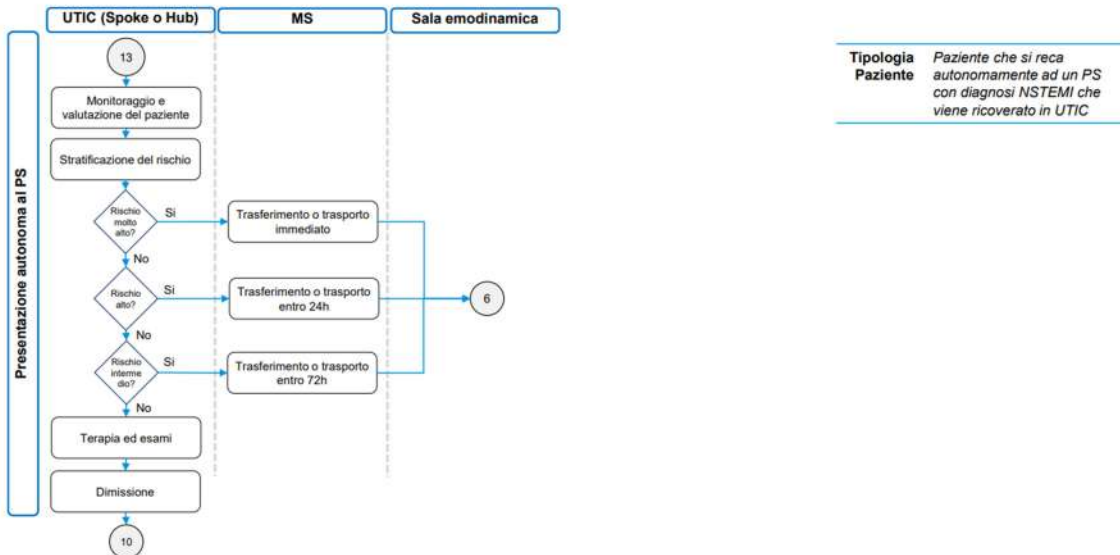 UTIC (Spoke o Hub)
MS
Sala emodinamica
Presentazione autonoma al PS
13
Monitoraggio e
valutazione del paziente
Stratificazione del rischio
Rischio
molto
alto?
Si
Trasferimento o trasporto
immediato
No
Rischio
alto?
Si
Trasferimento o trasporto
entro 24h
6
No
Rischio
interme
dio?
Si
Trasferimento o trasporto
entro 72h
No
Terapia ed esami
Dimissione
10
Tipologia
Paziente
Paziente che si reca
autonomamente ad un PS
con diagnosi NSTEMI che
viene ricoverato in UTIC